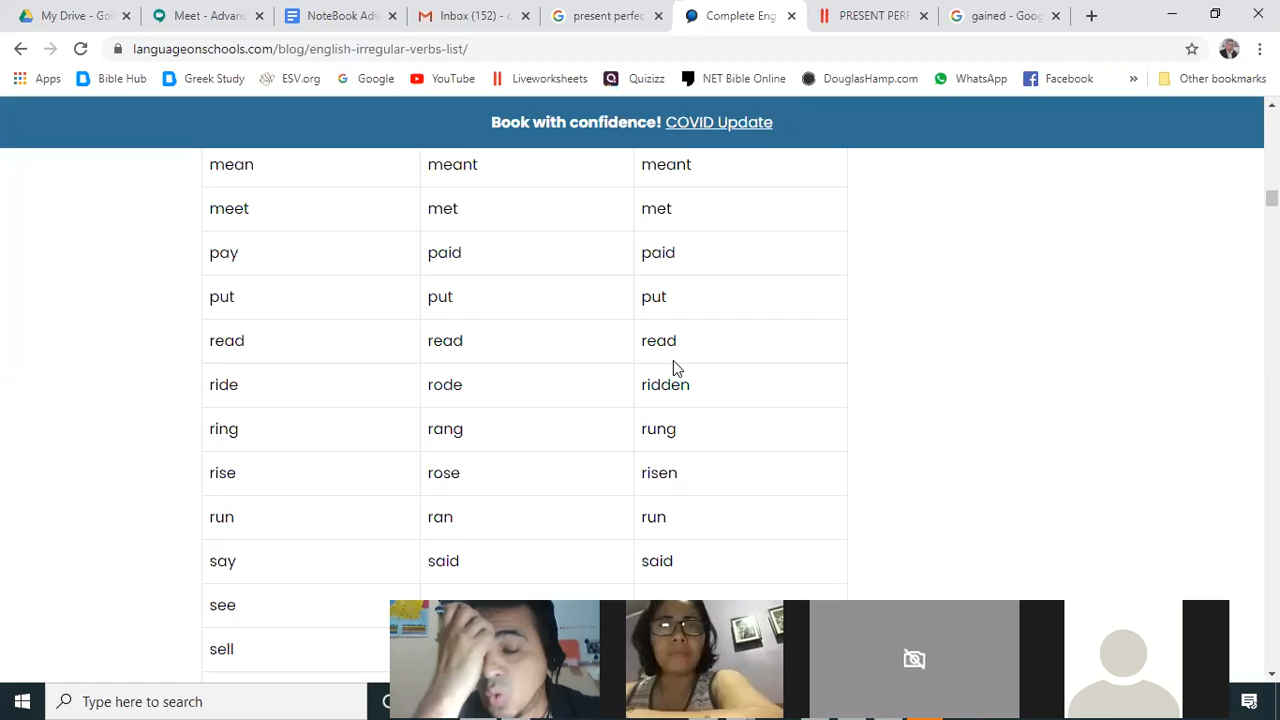 My Drive - Go
Meet - Advanc
NoteBook Adv
Inbox (152) - c
present perfec
Complete Eng
PRESENT PERF
gained - Goog
languageonschools.com/blog/english-irregular-verbs-list/
Apps Bible Hub Greek Study ESV.org Google YouTube Liveworksheets Quizizz NET Bible Online DouglasHamp.com WhatsApp Facebook » Other bookmarks
Book with confidence! COVID Update
mean meant meant
meet met met
pay paid paid
put put put
read read read
ride rode ridden
ring rang rung
rise rose risen
run ran run
say said said
see
sell
Type here to search